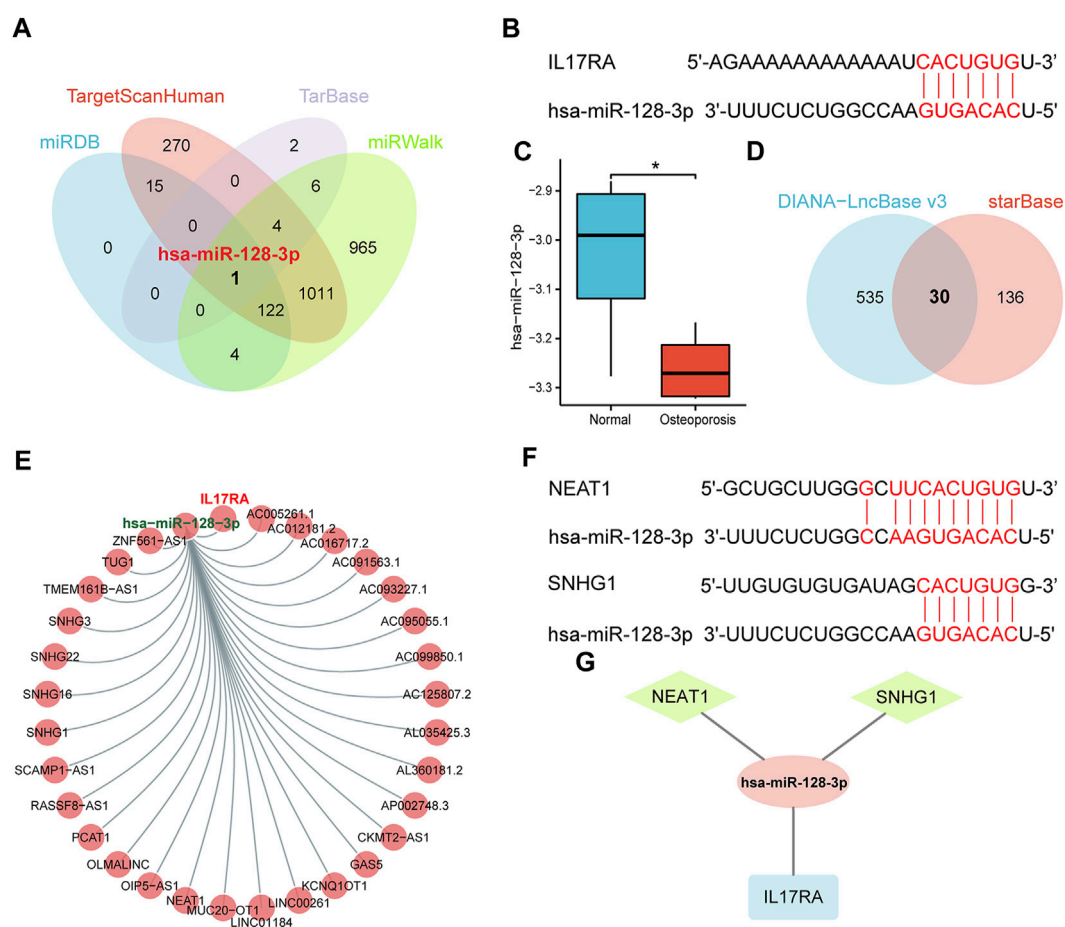 A
TargetScanHuman
TarBase
miRDB
miRWalk
270
2
15
0
6
0
0
4
965
hsa-miR-128-3p
1
0
0
122
1011
4
B
IL17RA 5'-AGAAAAAAAAAAAAUCACUGUGU-3'
hsa-miR-128-3p 3'-UUUCUCUGGCCAAGUGACACU-5'
C
hsa-miR-128-3p
*
−2.9
−3.0
−3.1
−3.2
−3.3
Normal
Osteoporosis
D
DIANA−LncBase v3
starBase
535
30
136
E
IL17RA
hsa−miR−128−3p
AC005261.1
AC012181.2
AC016717.2
AC091563.1
AC093227.1
AC095055.1
AC099850.1
AC125807.2
AL035425.3
AL360181.2
AP002748.3
CKMT2−AS1
GAS5
KCNQ1OT1
LINC00261
LINC01184
MUC20−OT1
NEAT1
OIP5−AS1
OLMALINC
PCAT1
RASSF8−AS1
SCAMP1−AS1
SNHG1
SNHG16
SNHG22
SNHG3
TMEM161B−AS1
TUG1
ZNF561−AS1
F
NEAT1 5'-GCUGCUUGGGCUUCACUGUGU-3'
hsa-miR-128-3p 3'-UUUCUCUGGCCAAGUGACACU-5'
SNHG1 5'-UUGUGUGUGAUAGCACUGUGG-3'
hsa-miR-128-3p 3'-UUUCUCUGGCCAAGUGACACU-5'
G
NEAT1
SNHG1
hsa-miR-128-3p
IL17RA